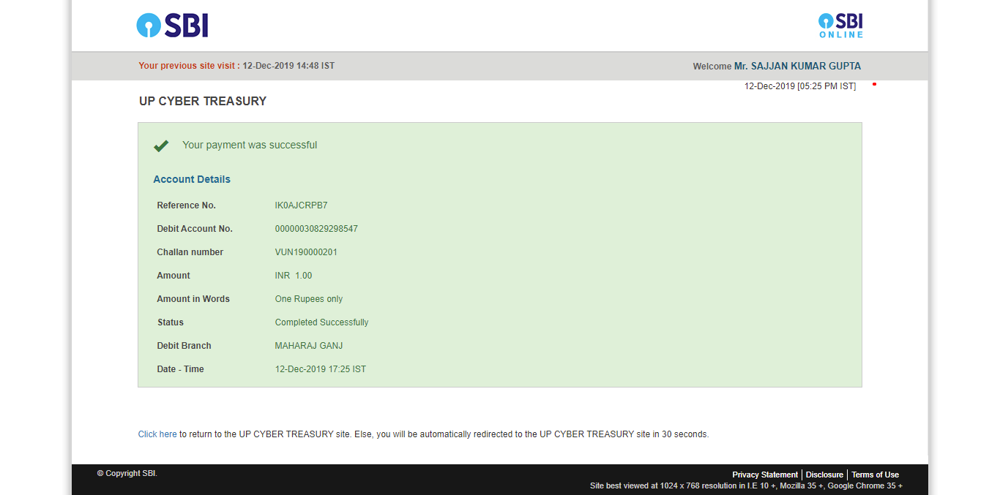 SBI
SBI
ONLINE
Your previous site visit : 12-Dec-2019 14:48 IST
Welcome Mr. SAJJAN KUMAR GUPTA
12-Dec-2019 [05:25 PM IST]
UP CYBER TREASURY
Your payment was successful
Account Details
Reference No. IK0AJCRPB7
Debit Account No. 00000030829298547
Challan number VUN190000201
Amount INR 1.00
Amount in Words One Rupees only
Status Completed Successfully
Debit Branch MAHARAJ GANJ
Date - Time 12-Dec-2019 17:25 IST
Click here to return to the UP CYBER TREASURY site. Else, you will be automatically redirected to the UP CYBER TREASURY site in 30 seconds.
© Copyright SBI.
Privacy Statement | Disclosure | Terms of Use
Site best viewed at 1024 x 768 resolution in I.E 10 +, Mozilla 35 +, Google Chrome 35 +